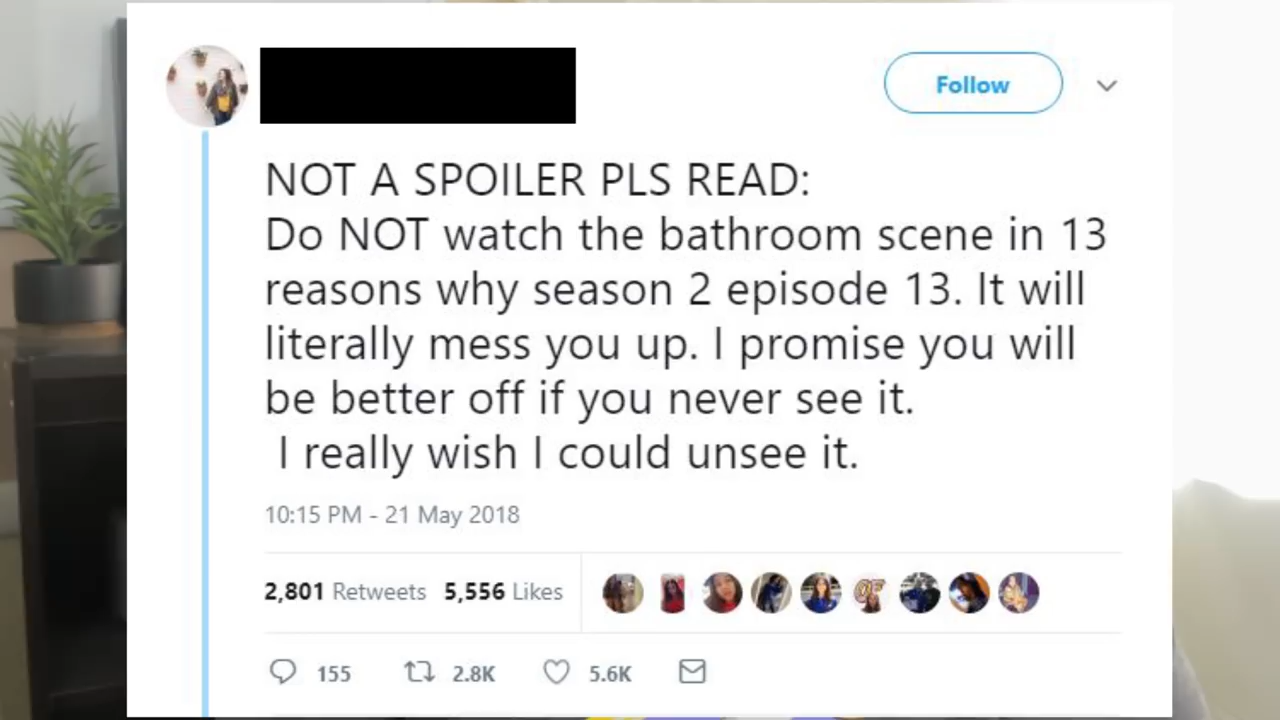 Follow
NOT A SPOILER PLS READ:
Do NOT watch the bathroom scene in 13
reasons why season 2 episode 13. It will
literally mess you up. I promise you will
be better off if you never see it.
I really wish I could unsee it.
10:15 PM - 21 May 2018
2,801 Retweets 5,556 Likes
155 2.8K 5.6K